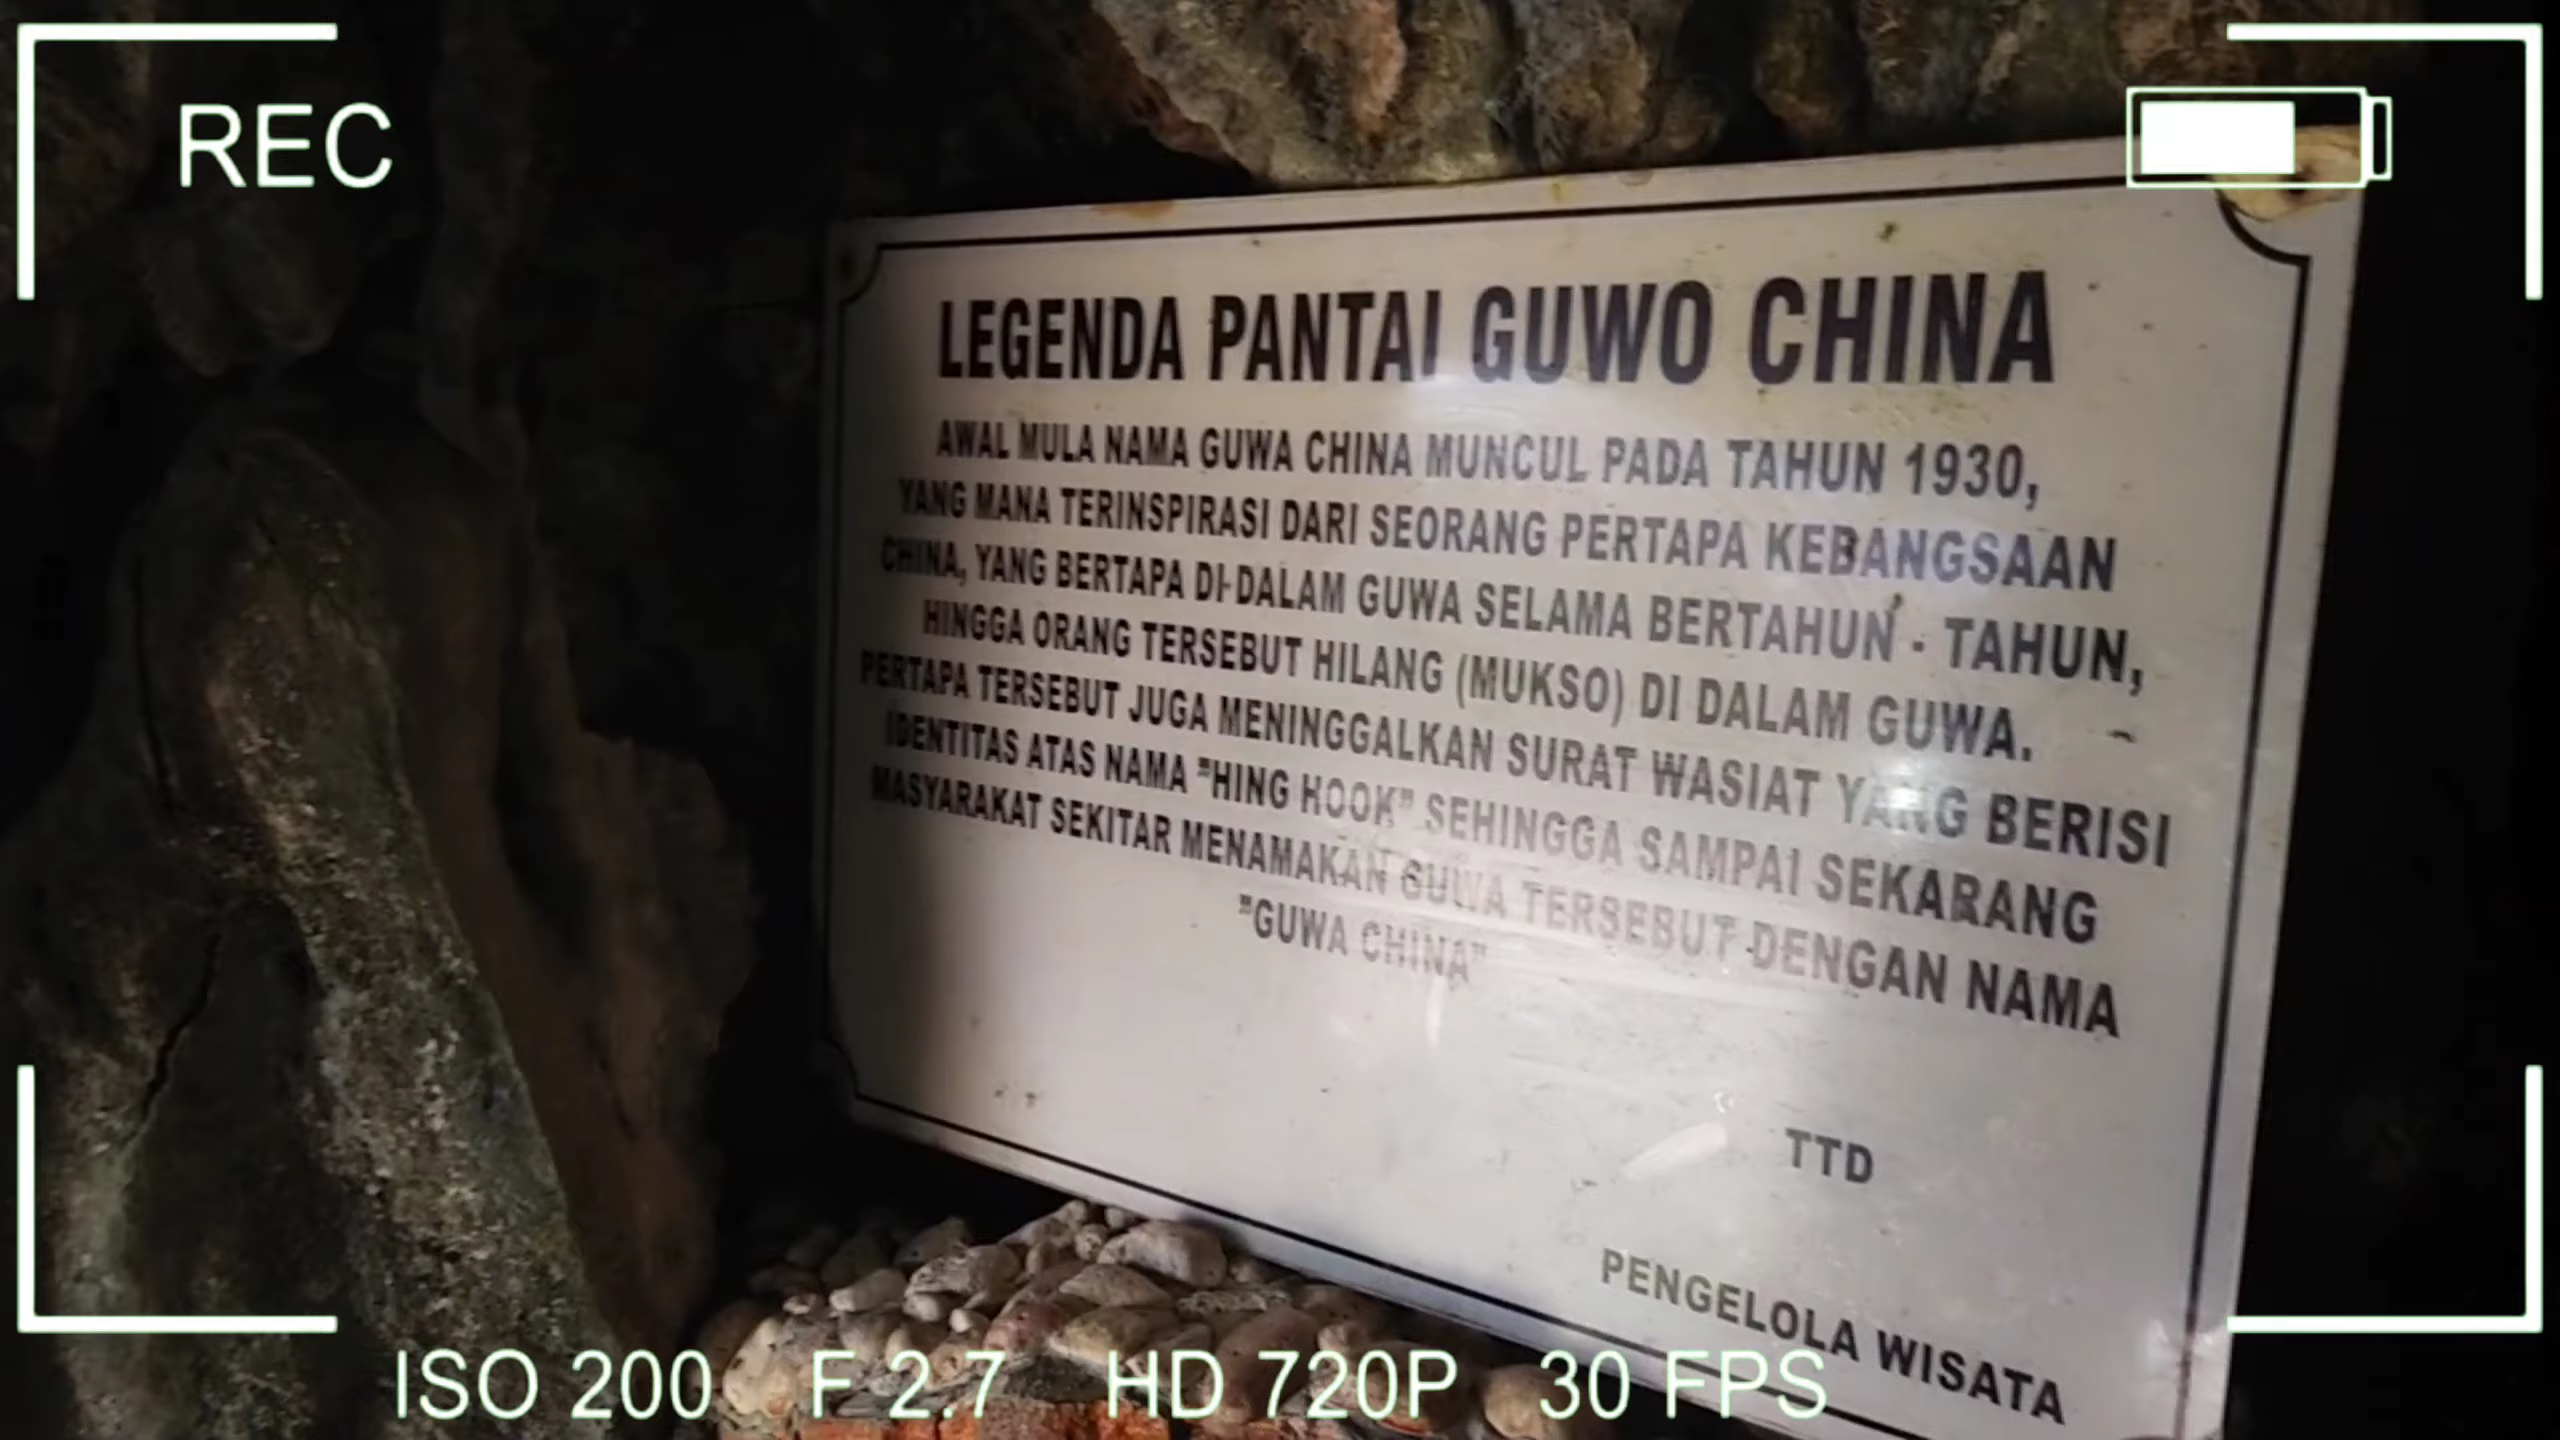 REC
LEGENDA PANTAI GUWO CHINA
AWAL MULA NAMA GUWA CHINA MUNCUL PADA TAHUN 1930,
YANG MANA TERINSPIRASI DARI SEORANG PERTAPA KEBANGSAAN
CHINA, YANG BERTAPA DI DALAM GUWA SELAMA BERTAHUN - TAHUN,
HINGGA ORANG TERSEBUT HILANG (MUKSO) DI DALAM GUWA.
PERTAPA TERSEBUT JUGA MENINGGALKAN SURAT WASIAT YANG BERISI
IDENTITAS ATAS NAMA "HING HOOK" SEHINGGA SAMPAI SEKARANG
MASYARAKAT SEKITAR MENAMAKAN GUWA TERSEBUT DENGAN NAMA
"GUWA CHINA"
TTD
PENGELOLA WISATA
ISO 200 F 2.7 HD 720P 30 FPS